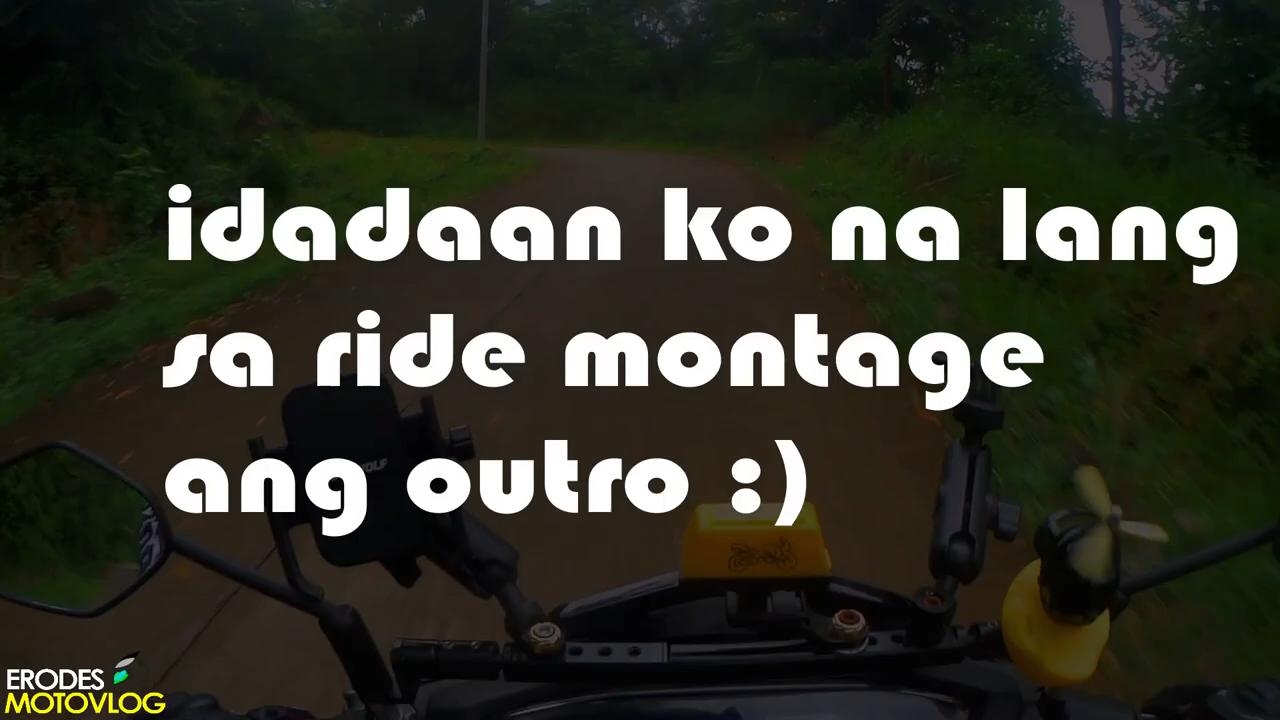 idadaan ko na lang
sa ride montage
ang outro :)
ERODES
MOTOVLOG